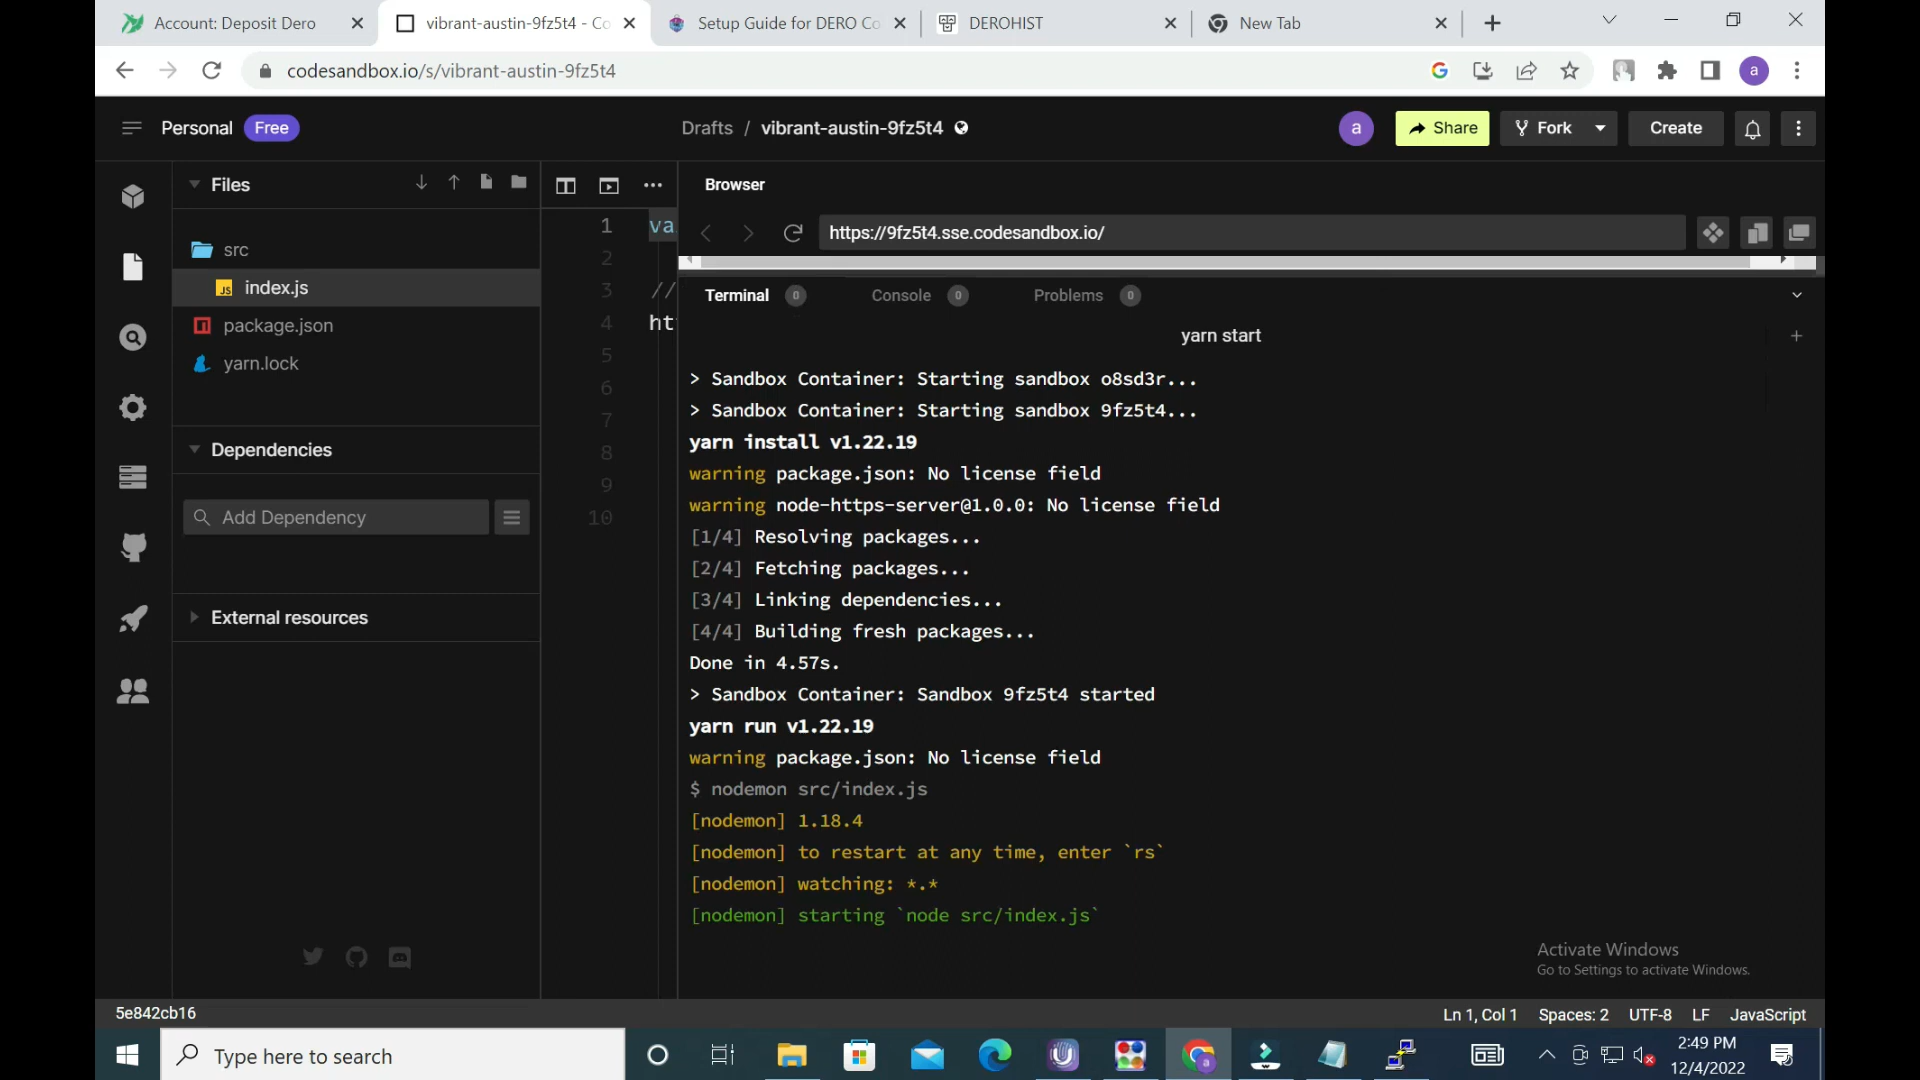 Account: Deposit Dero
vibrant-austin-9fz5t4 - Co
Setup Guide for DERO Co
DEROHIST
New Tab
codesandbox.io/s/vibrant-austin-9fz5t4
a
Personal Free
Drafts / vibrant-austin-9fz5t4
a
Share
Fork
Create
Files
src
JS index.js
package.json
yarn.lock
Dependencies
Add Dependency
External resources
1 va
2
3 //
4 ht
5
6
7
8
9
10
Browser
https://9fz5t4.sse.codesandbox.io/
Terminal 0 Console 0 Problems 0
yarn start
> Sandbox Container: Starting sandbox o8sd3r...
> Sandbox Container: Starting sandbox 9fz5t4...
yarn install v1.22.19
warning package.json: No license field
warning node-https-server@1.0.0: No license field
[1/4] Resolving packages...
[2/4] Fetching packages...
[3/4] Linking dependencies...
[4/4] Building fresh packages...
Done in 4.57s.
> Sandbox Container: Sandbox 9fz5t4 started
yarn run v1.22.19
warning package.json: No license field
$ nodemon src/index.js
[nodemon] 1.18.4
[nodemon] to restart at any time, enter `rs`
[nodemon] watching: *.*
[nodemon] starting `node src/index.js`
Activate Windows
Go to Settings to activate Windows.
5e842cb16
Ln 1, Col 1 Spaces: 2 UTF-8 LF JavaScript
Type here to search
2:49 PM
12/4/2022